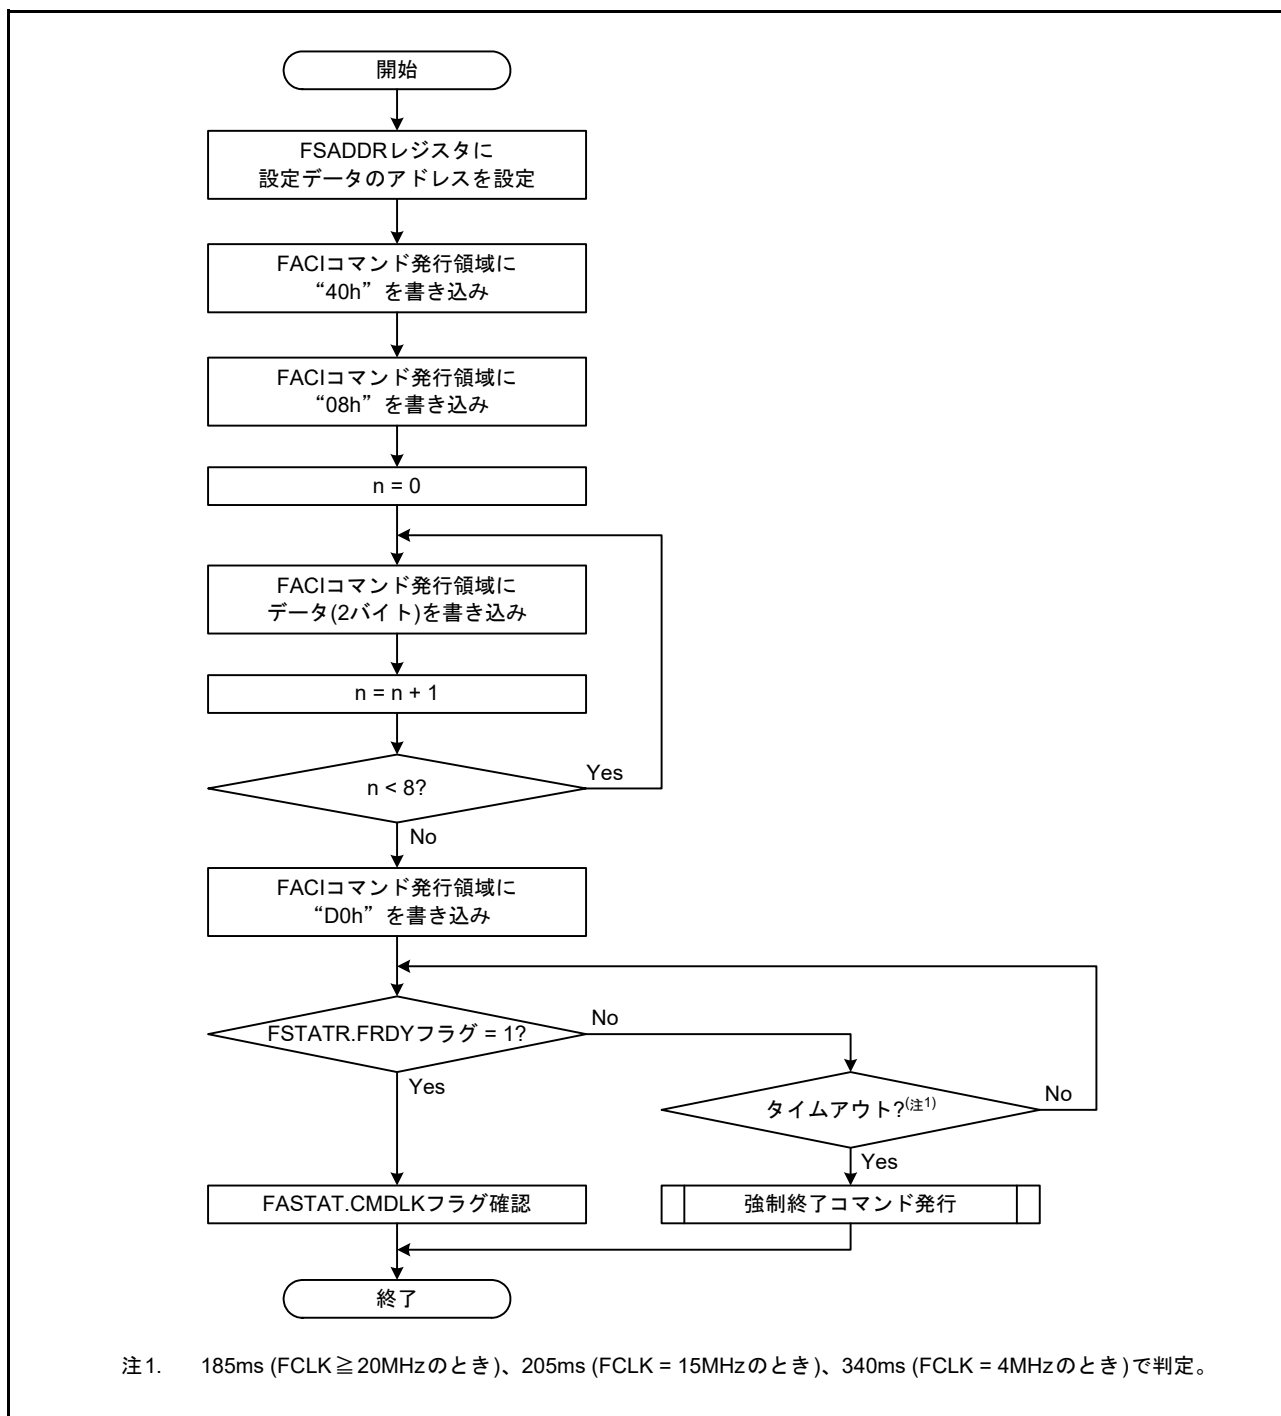 開始
FSADDRレジスタに
設定データのアドレスを設定
FACIコマンド発行領域に
“40h”を書き込み
FACIコマンド発行領域に
“08h”を書き込み
n = 0
FACIコマンド発行領域に
データ(2バイト)を書き込み
n = n + 1
n < 8?
Yes
No
FACIコマンド発行領域に
“D0h”を書き込み
FSTATR.FRDYフラグ = 1?
No
Yes
タイムアウト?(注1)
No
Yes
FASTAT.CMDLKフラグ確認
強制終了コマンド発行
終了
注1. 185ms (FCLK≧20MHzのとき)、205ms (FCLK = 15MHzのとき)、340ms (FCLK = 4MHzのとき)で判定。